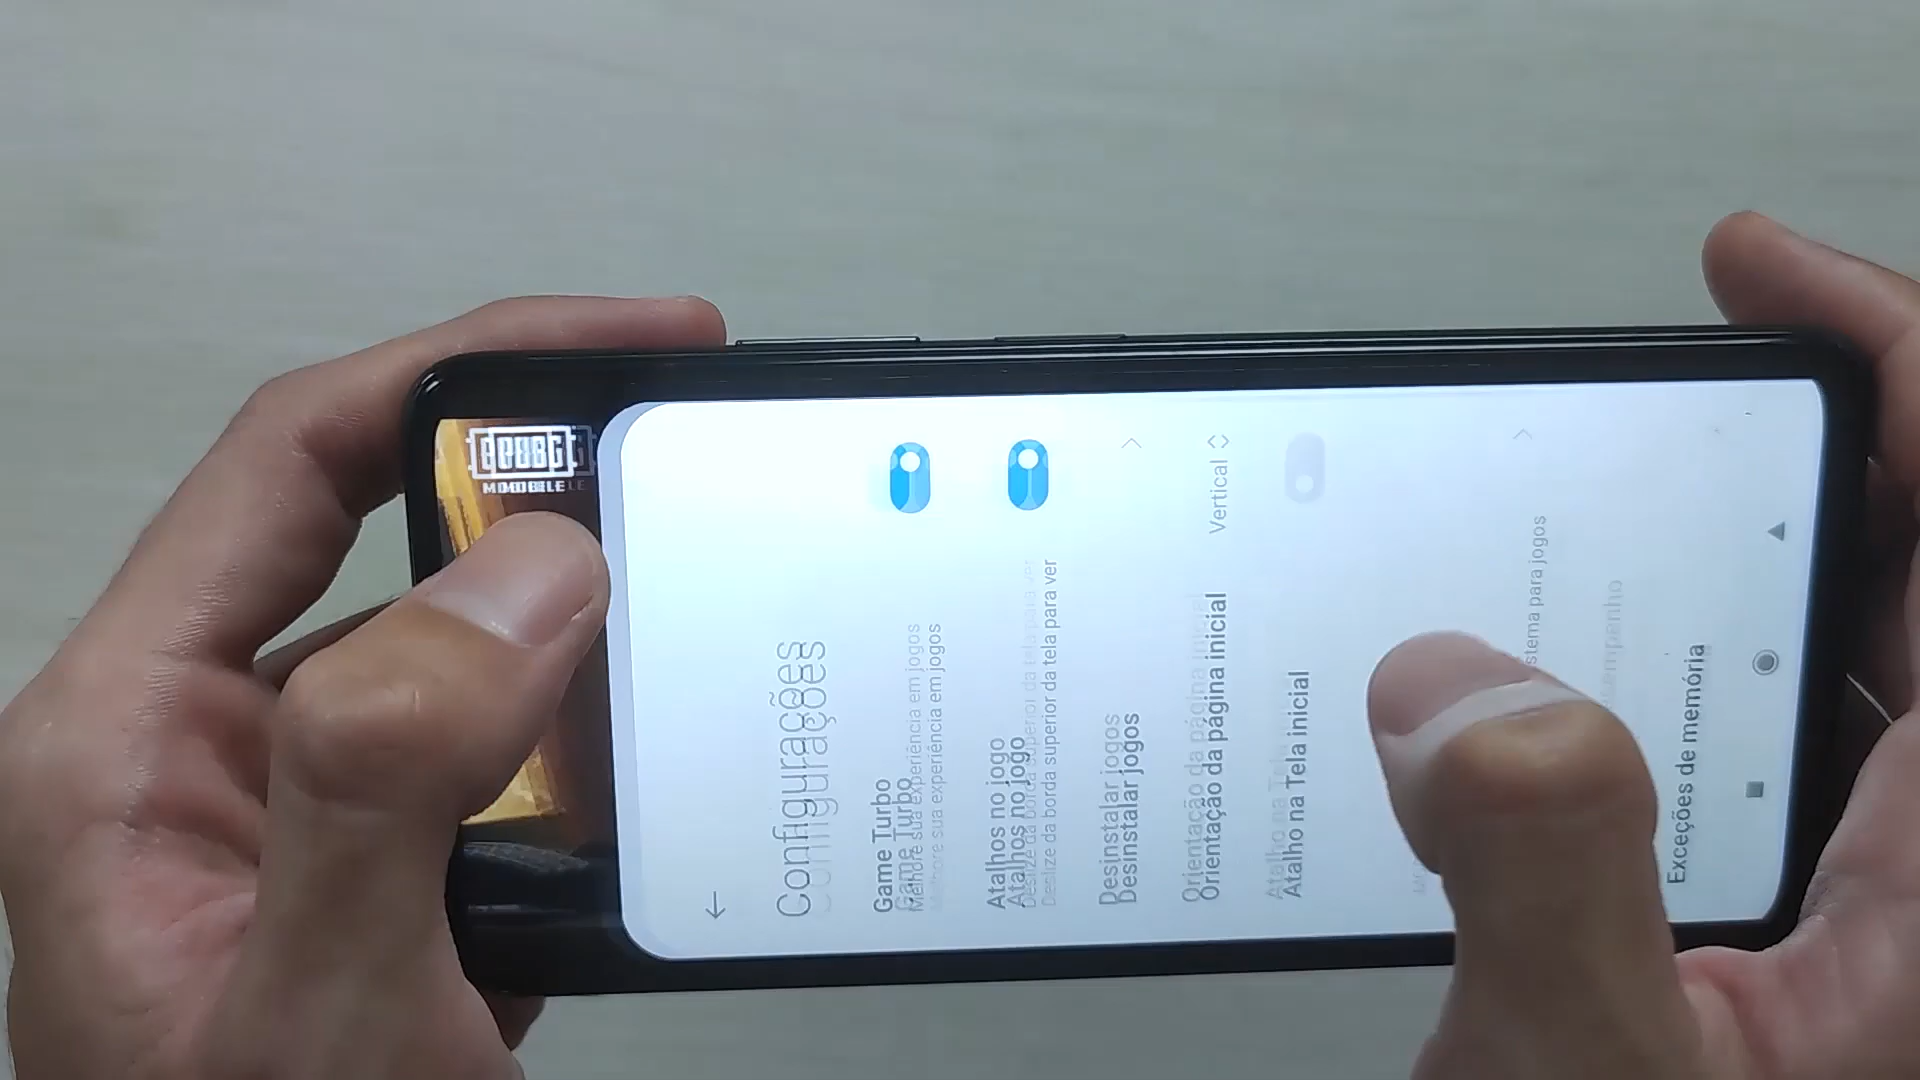 PUBG
MOBILE
Configurações
Game Turbo
Melhore sua experiência em jogos
Atalhos no jogo
Deslize da borda superior da tela para ver
Desinstalar jogos
Orientação da página inicial
Vertical
Atalho na Tela inicial
para jogos
Exceções de memória